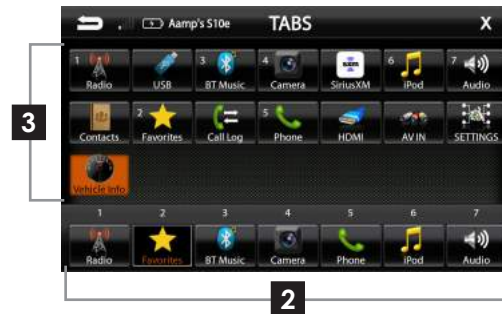 Aamp's S10e TABS X
1 3 4 6 7
Radio USB BT Music Camera SiriusXM iPod Audio
2 5
Contacts Favorites Call Log Phone HDMI AV IN SETTINGS
Vehicle Info
1 2 3 4 5 6 7
Radio Favorites BT Music Camera Phone iPod Audio
3
2